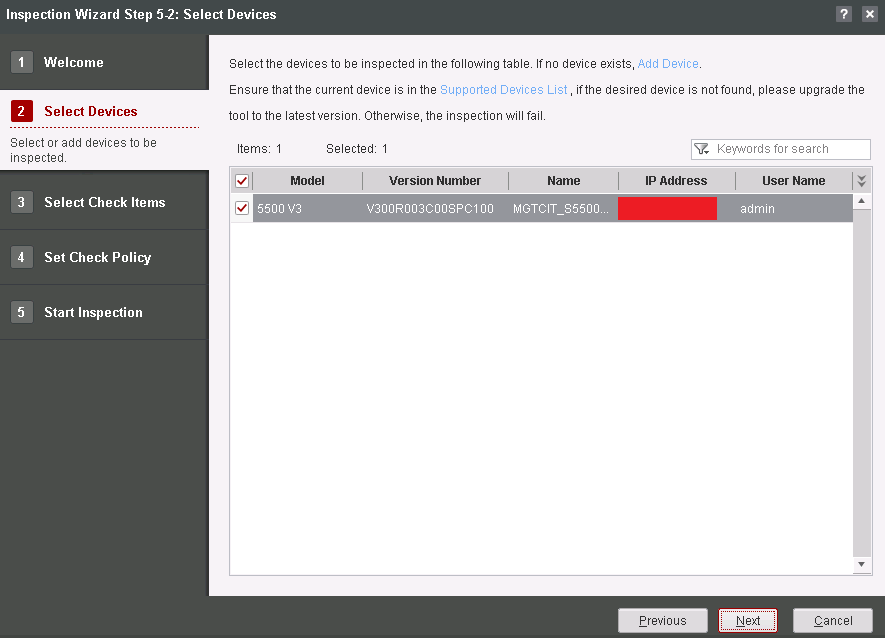 Inspection Wizard Step 5-2: Select Devices
?
1 Welcome
2 Select Devices
Select or add devices to be
inspected.
3 Select Check Items
4 Set Check Policy
5 Start Inspection
Select the devices to be inspected in the following table. If no device exists, Add Device.
Ensure that the current device is in the Supported Devices List , if the desired device is not found, please upgrade the
tool to the latest version. Otherwise, the inspection will fail.
Items: 1 Selected: 1 Keywords for search
Model Version Number Name IP Address User Name
5500 V3 V300R003C00SPC100 MGTCIT_S5500... admin
Previous Next Cancel